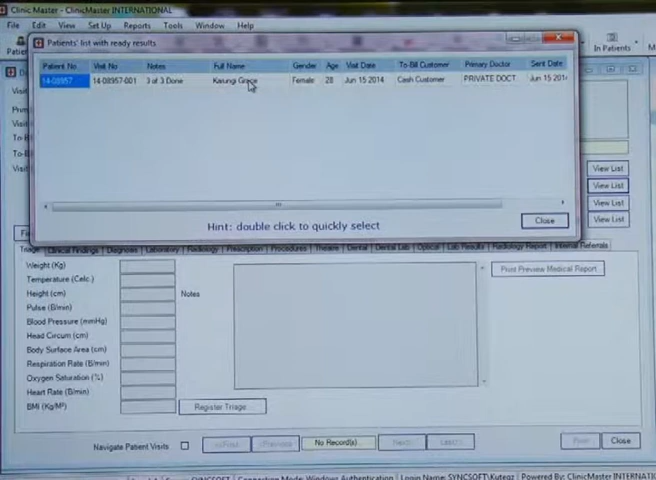 Clinic Master - ClinicMaster INTERNATIONAL
File Edit View Set Up Reports Tools Window Help
In Patients
Patients' list with ready results
Patient No. Visit No Notes Full Name Gender Age Visit Date To-Bill Customer Primary Doctor Sent Date
14-08957 14-08957-001 3 of 3 Done Kasungi Grace Female 28 Jun 15 2014 Cash Customer PRIVATE DOCT Jun 15 201
Hint: double click to quickly select
Close
View List
View List
View List
View List
Triage Clinical Findings Diagnosis Laboratory Radiology Prescription Procedures Theatre Dental Dental Lab Optical Lab Results Radiology Report Internal Referrals
Weight (Kg)
Temperature (Celc.)
Height (cm)
Pulse (B/min)
Blood Pressure (mmHg)
Head Circum (cm)
Body Surface Area (cm)
Respiration Rate (B/min)
Oxygen Saturation (%)
Heart Rate (B/min)
BMI (Kg/M²)
Notes
Print Preview Medical Report
Register Triage...
Navigate Patient Visits
No Record(s)...
Close
SYNCSOFT Connection Mode: Windows Authentication Login Name: SYNCSOFT\Kutegz Powered By: ClinicMaster